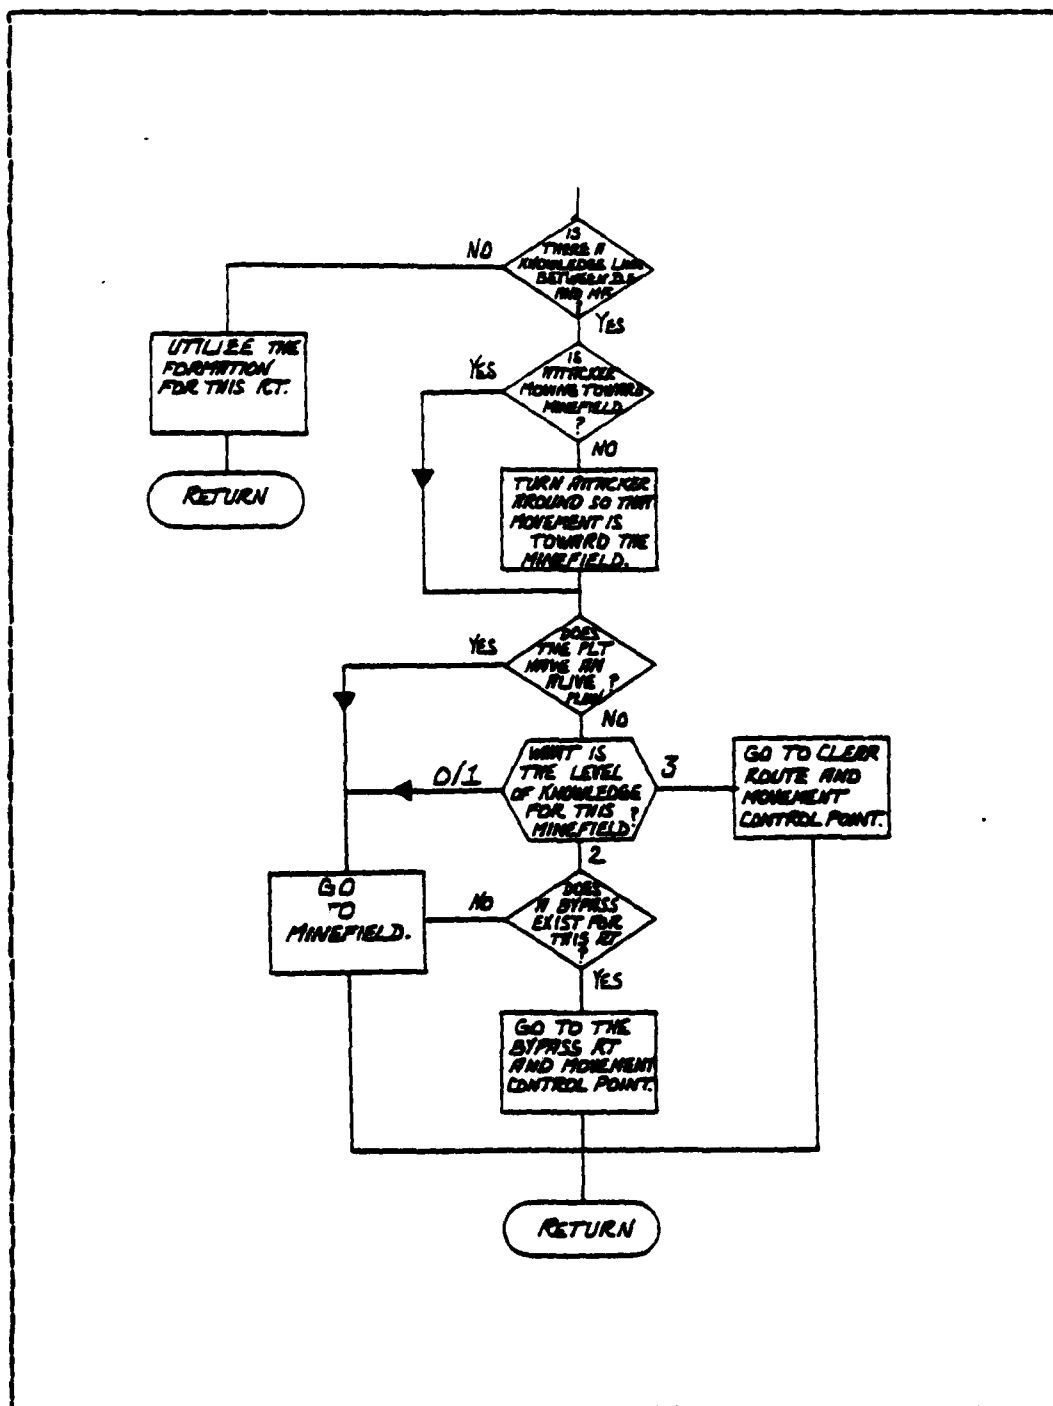 IS
THERE A
KNOWLEDGE LINK
BETWEEN
AND MF
?
NO
YES
UTILIZE THE
FORMATION
FOR THIS RT.
RETURN
IS
ATTACKER
MOVING TOWARD
MINEFIELD
?
YES
NO
TURN ATTACKER
AROUND SO THAT
MOVEMENT IS
TOWARD THE
MINEFIELD.
DOES
THE PLT
HAVE AN
ALIVE ?
YES
NO
WHAT IS
THE LEVEL
OF KNOWLEDGE
FOR THIS ?
MINEFIELD
0/1
3
2
GO TO CLEAR
ROUTE AND
MOVEMENT
CONTROL POINT.
DOES
A BYPASS
EXIST FOR
THIS RT
?
NO
YES
GO
TO
MINEFIELD.
GO TO THE
BYPASS RT
AND MOVEMENT
CONTROL POINT.
RETURN